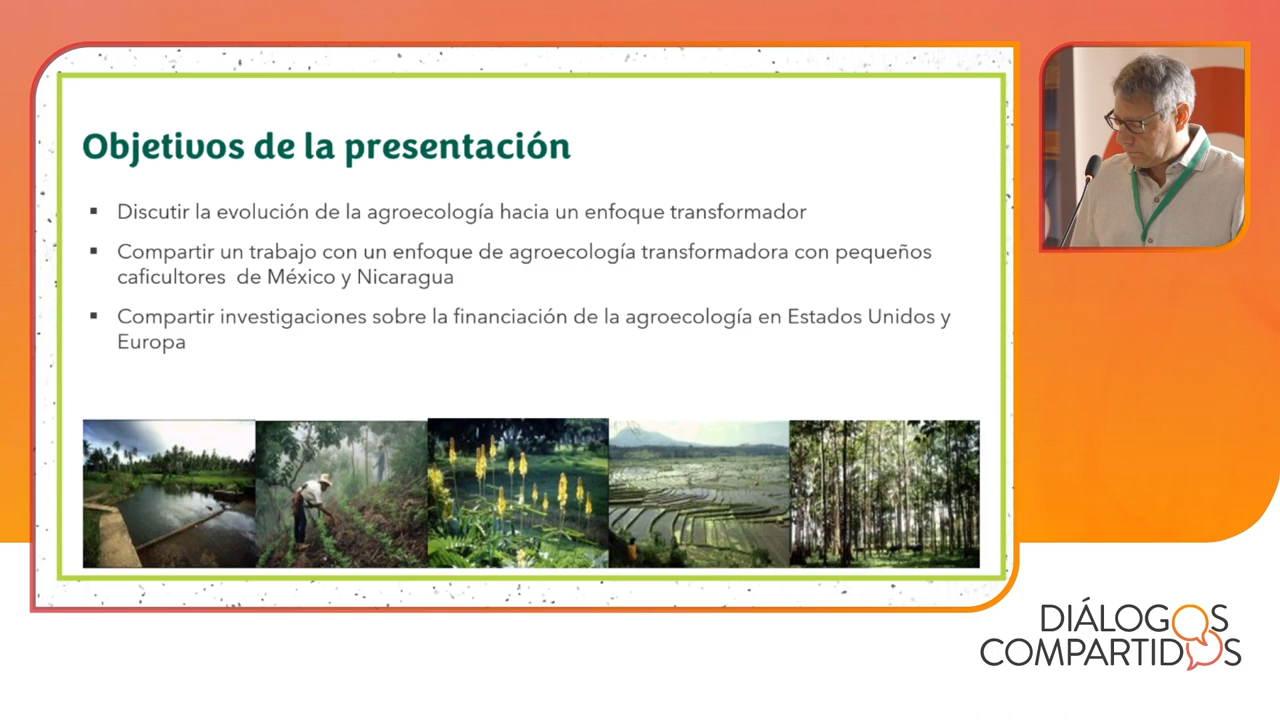 Objetivos de la presentación
▪ Discutir la evolución de la agroecología hacia un enfoque transformador
▪ Compartir un trabajo con un enfoque de agroecología transformadora con pequeños
caficultores de México y Nicaragua
▪ Compartir investigaciones sobre la financiación de la agroecología en Estados Unidos y
Europa
DIÁLOGOS
COMPARTIDOS